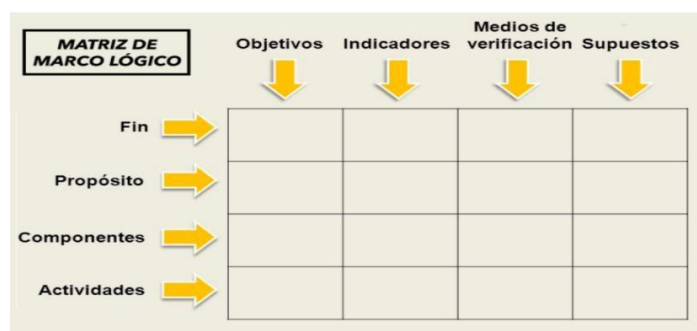 MATRIZ DE
MARCO LÓGICO
Objetivos
Indicadores
Medios de
verificación
Supuestos
Fin
Propósito
Componentes
Actividades